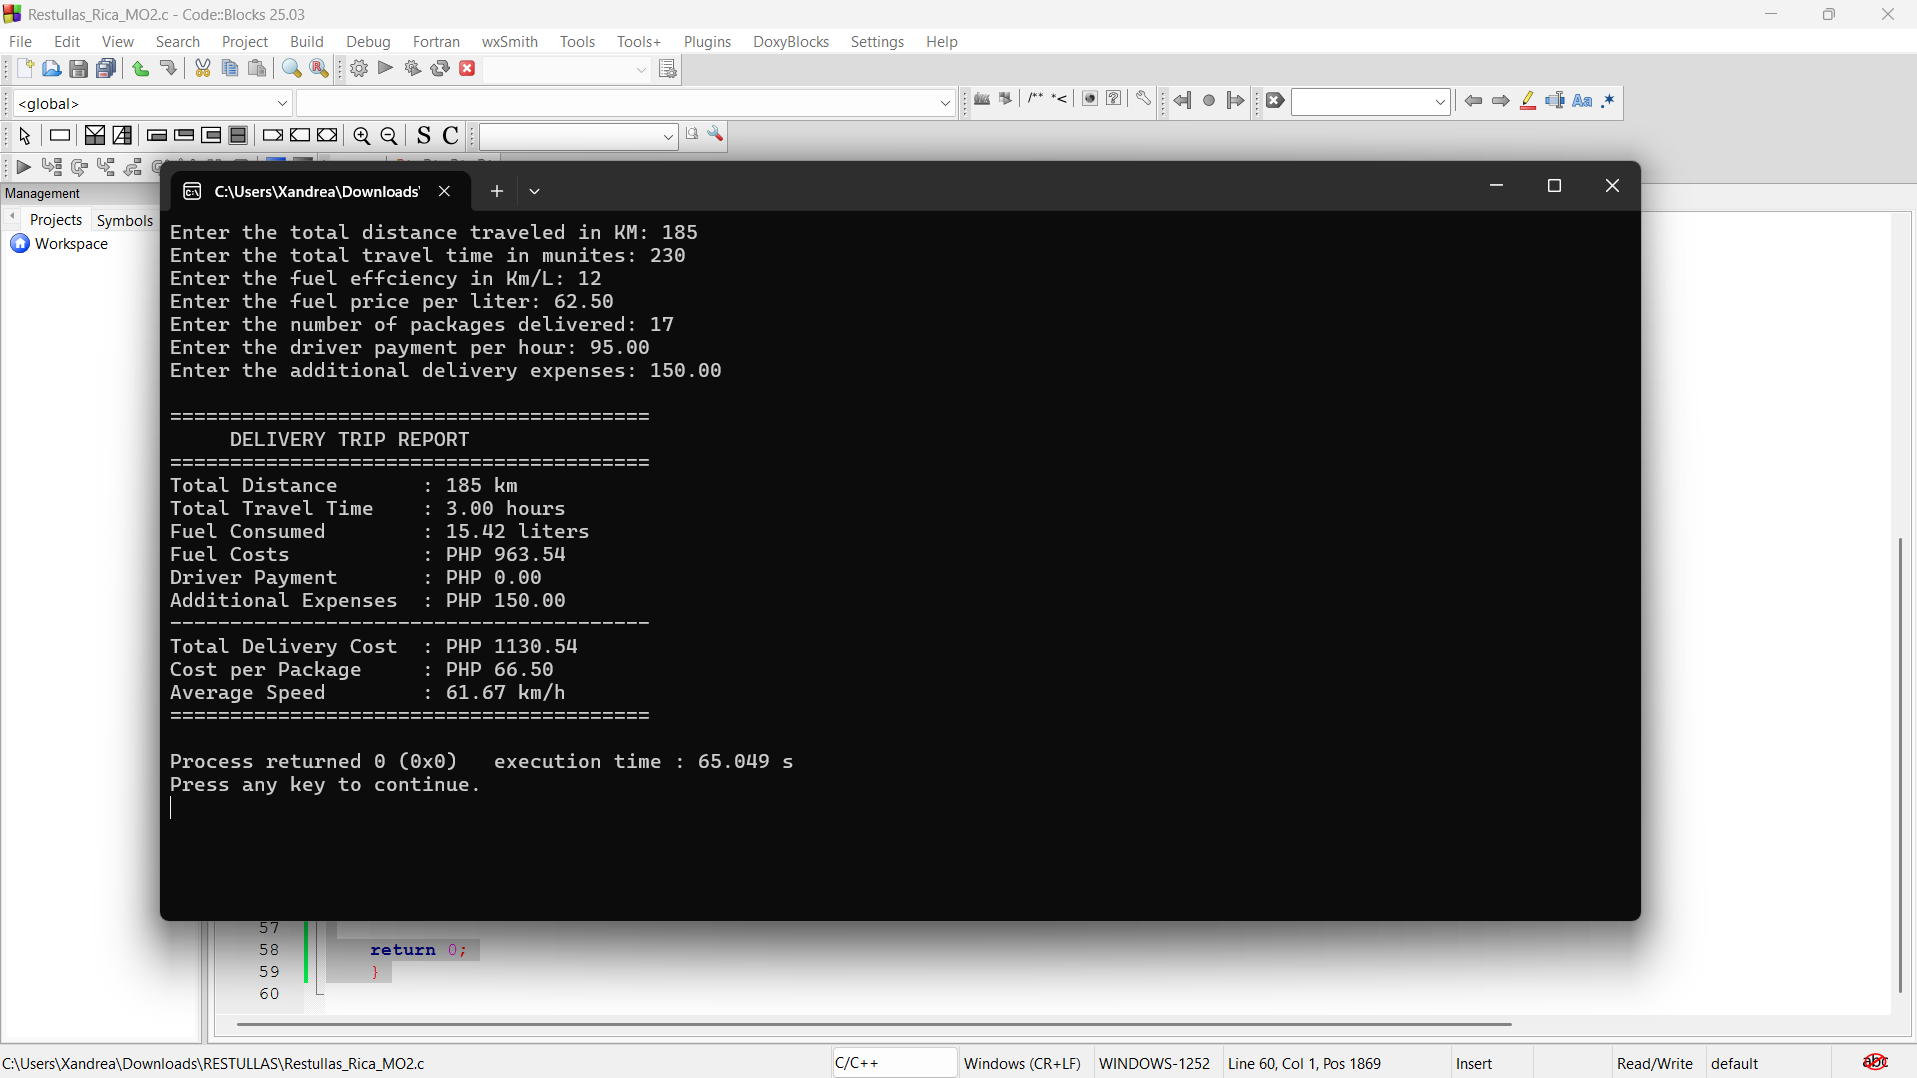 Restullas_Rica_MO2.c - Code::Blocks 25.03
File Edit View Search Project Build Debug Fortran wxSmith Tools Tools+ Plugins DoxyBlocks Settings Help
<global>
/** *<
Aa .*
S C
Management
Projects Symbols
Workspace
C:\Users\Xandrea\Downloads'
Enter the total distance traveled in KM: 185
Enter the total travel time in munites: 230
Enter the fuel effciency in Km/L: 12
Enter the fuel price per liter: 62.50
Enter the number of packages delivered: 17
Enter the driver payment per hour: 95.00
Enter the additional delivery expenses: 150.00
========================================
DELIVERY TRIP REPORT
========================================
Total Distance : 185 km
Total Travel Time : 3.00 hours
Fuel Consumed : 15.42 liters
Fuel Costs : PHP 963.54
Driver Payment : PHP 0.00
Additional Expenses : PHP 150.00
----------------------------------------
Total Delivery Cost : PHP 1130.54
Cost per Package : PHP 66.50
Average Speed : 61.67 km/h
========================================
Process returned 0 (0x0) execution time : 65.049 s
Press any key to continue.
57
58 return 0;
59 }
60
C:\Users\Xandrea\Downloads\RESTULLAS\Restullas_Rica_MO2.c C/C++ Windows (CR+LF) WINDOWS-1252 Line 60, Col 1, Pos 1869 Insert Read/Write default abc